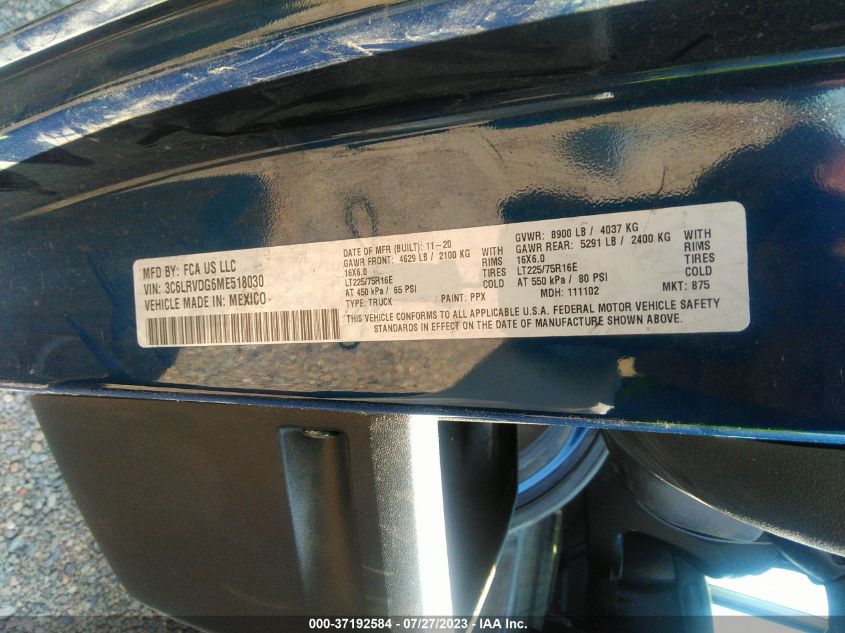 MFD BY: FCA US LLC
VIN: 3C6LRVDG6ME518030
VEHICLE MADE IN: MEXICO
DATE OF MFR (BUILT): 11-20
GAWR FRONT: 4629 LB / 2100 KG WITH
16X6.0 RIMS
LT225/75R16E TIRES
AT 450 kPa / 65 PSI COLD
TYPE: TRUCK PAINT: PPX
GVWR: 8900 LB / 4037 KG
GAWR REAR: 5291 LB / 2400 KG WITH
16X6.0 RIMS
LT225/75R16E TIRES
AT 550 kPa / 80 PSI COLD
MDH: 111102 MKT: 875
THIS VEHICLE CONFORMS TO ALL APPLICABLE U.S.A. FEDERAL MOTOR VEHICLE SAFETY
STANDARDS IN EFFECT ON THE DATE OF MANUFACTURE SHOWN ABOVE.
000-37192584 / 07/27/2023 / IAA Inc.